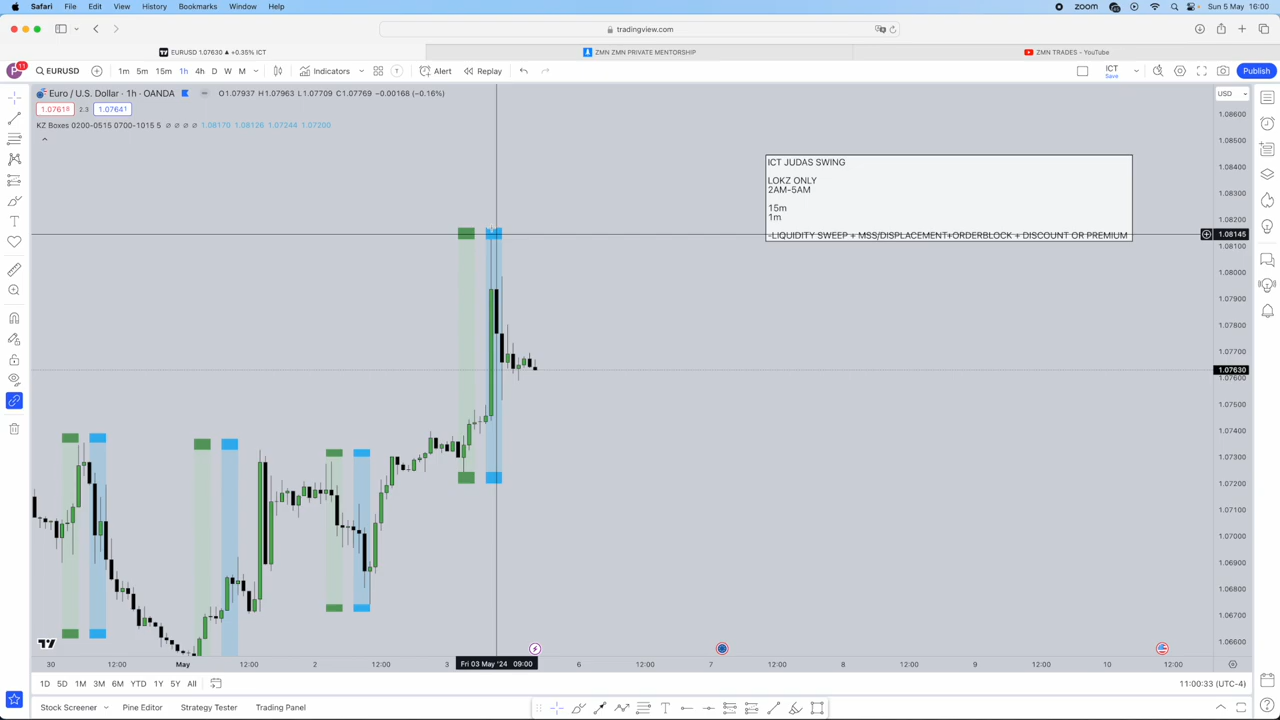 Safari File Edit View History Bookmarks Window Help
zoom Sun 5 May 16:00
tradingview.com
EURUSD 1.07630 ▲ +0.35% ICT
ZMN ZMN PRIVATE MENTORSHIP
ZMN TRADES - YouTube
P 11 EURUSD 1m 5m 15m 1h 4h D W M Indicators Alert Replay ICT Save Publish
Euro / U.S. Dollar · 1h · OANDA O1.07937 H1.07963 L1.07709 C1.07769 −0.00168 (−0.16%)
USD
1.07618 2.3 1.07641
KZ Boxes 0200-0515 0700-1015 5 ∅ ∅ ∅ ∅ 1.08170 1.08126 1.07244 1.07200
ICT JUDAS SWING
LOKZ ONLY
2AM-5AM
15m
1m
-LIQUIDITY SWEEP + MSS/DISPLACEMENT+ORDERBLOCK + DISCOUNT OR PREMIUM
1.08600
1.08500
1.08400
1.08300
1.08200
1.08145
1.08100
1.08000
1.07900
1.07800
1.07700
1.07630
1.07600
1.07500
1.07400
1.07300
1.07200
1.07100
1.07000
1.06900
1.06800
1.06700
1.06600
30 12:00 May 12:00 2 12:00 3 Fri 03 May '24 09:00 6 12:00 7 12:00 8 12:00 9 12:00 10 12:00
1D 5D 1M 3M 6M YTD 1Y 5Y All
11:00:33 (UTC-4)
Stock Screener Pine Editor Strategy Tester Trading Panel